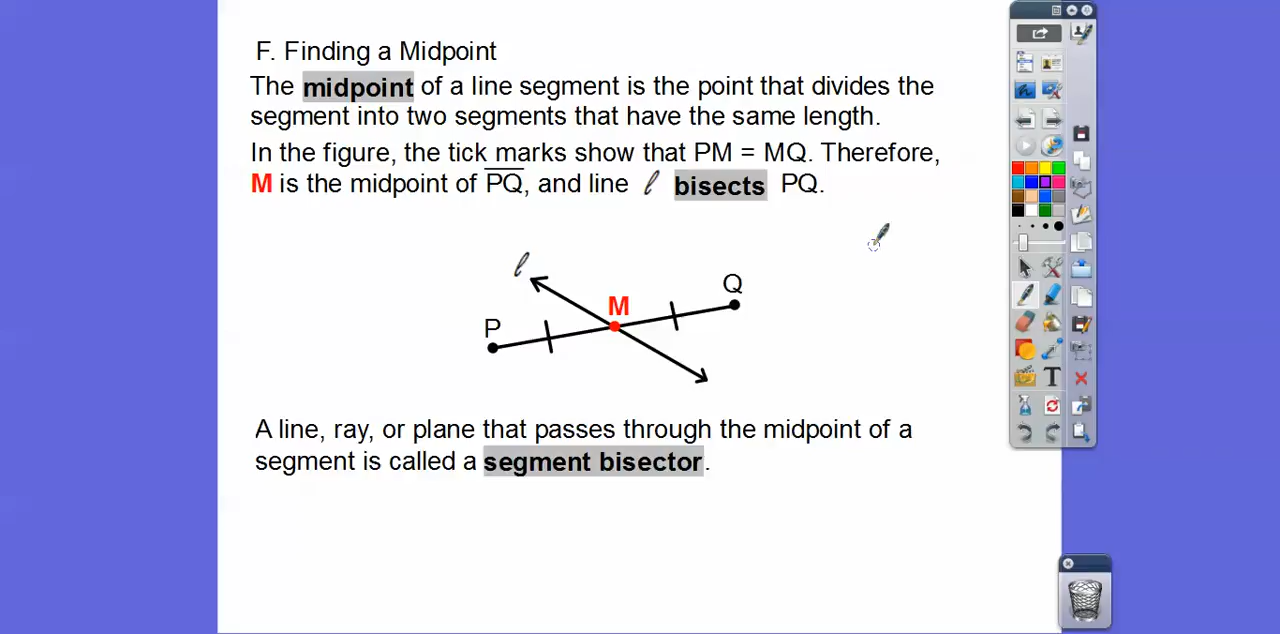 F. Finding a Midpoint
The midpoint of a line segment is the point that divides the
segment into two segments that have the same length.
In the figure, the tick marks show that PM = MQ. Therefore,
M is the midpoint of P̅Q̅, and line ℓ bisects PQ.
ℓ
Q
M
P
A line, ray, or plane that passes through the midpoint of a
segment is called a segment bisector.
T